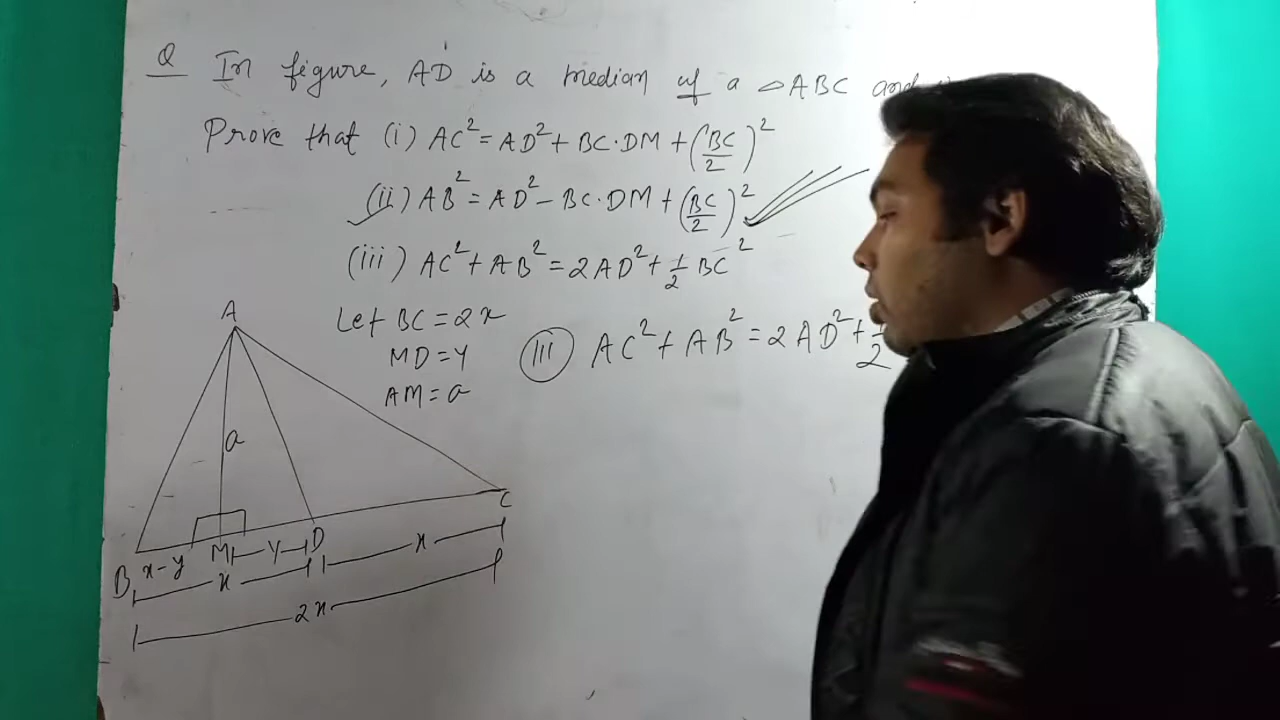 Q In figure, AD is a median of a △ABC and
Prove that (i) AC² = AD² + BC·DM + (BC/2)²
(ii) AB² = AD² - BC·DM + (BC/2)²
(iii) AC² + AB² = 2AD² + 1/2 BC²
Let BC = 2x
MD = y
AM = a
(III) AC² + AB² = 2AD² + 1/2
A
a
C
B x-y M y D x
x
2x